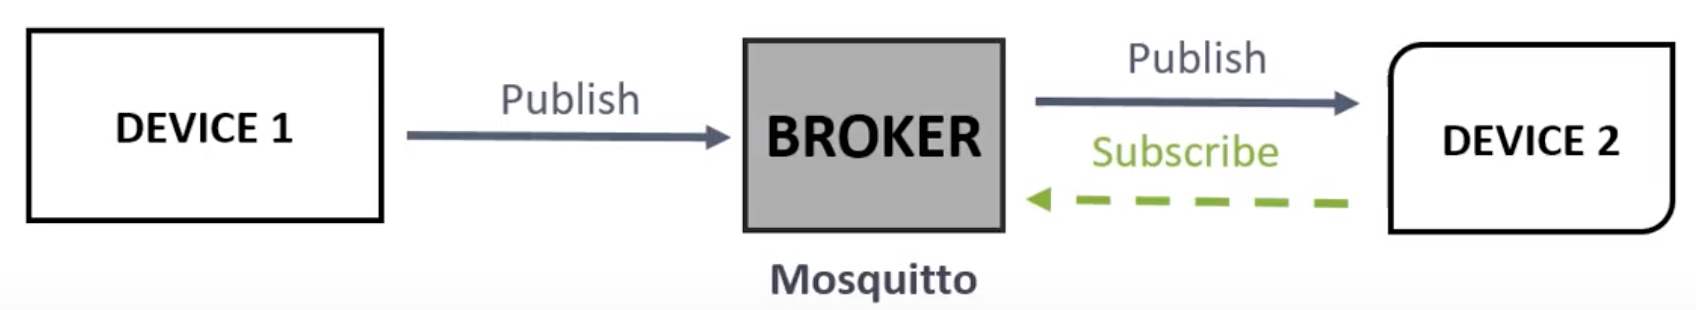 DEVICE 1
Publish
BROKER
Mosquitto
Publish
Subscribe
DEVICE 2